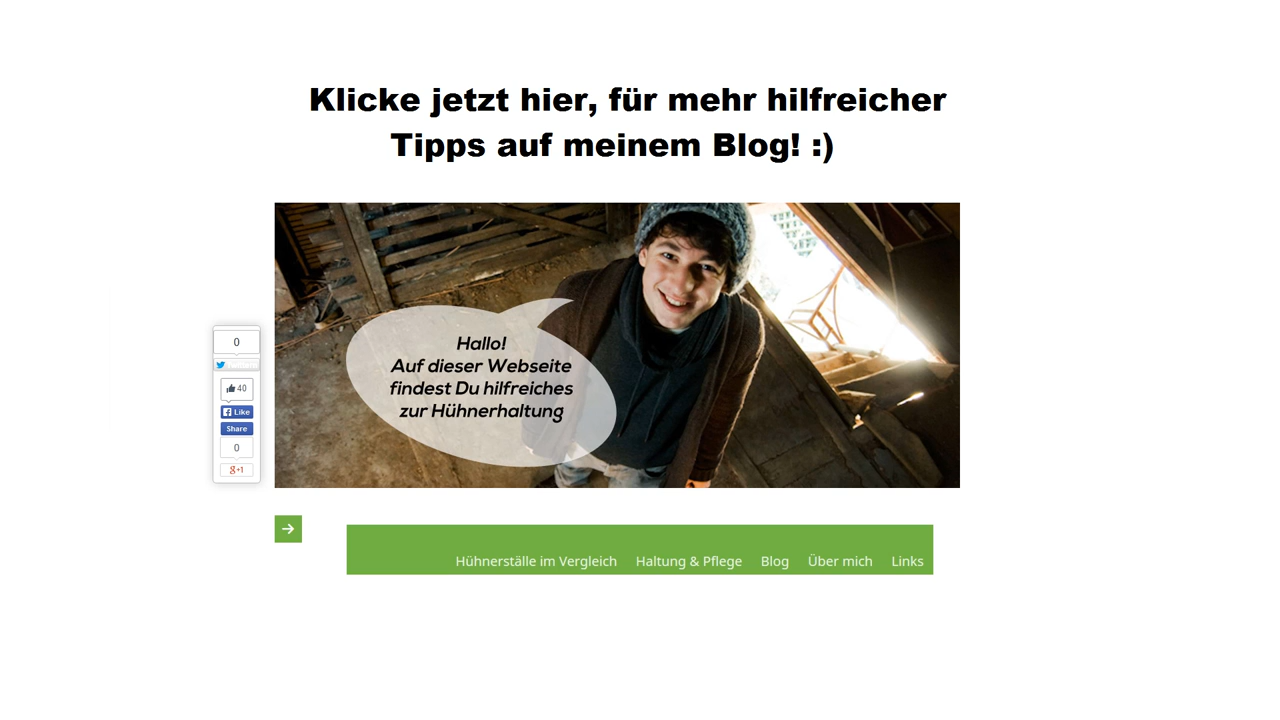 Klicke jetzt hier, für mehr hilfreicher
Tipps auf meinem Blog! :)
Hallo!
Auf dieser Webseite
findest Du hilfreiches
zur Hühnerhaltung
0
40
Like
Share
0
g+1
Hühnerställe im Vergleich Haltung & Pflege Blog Über mich Links